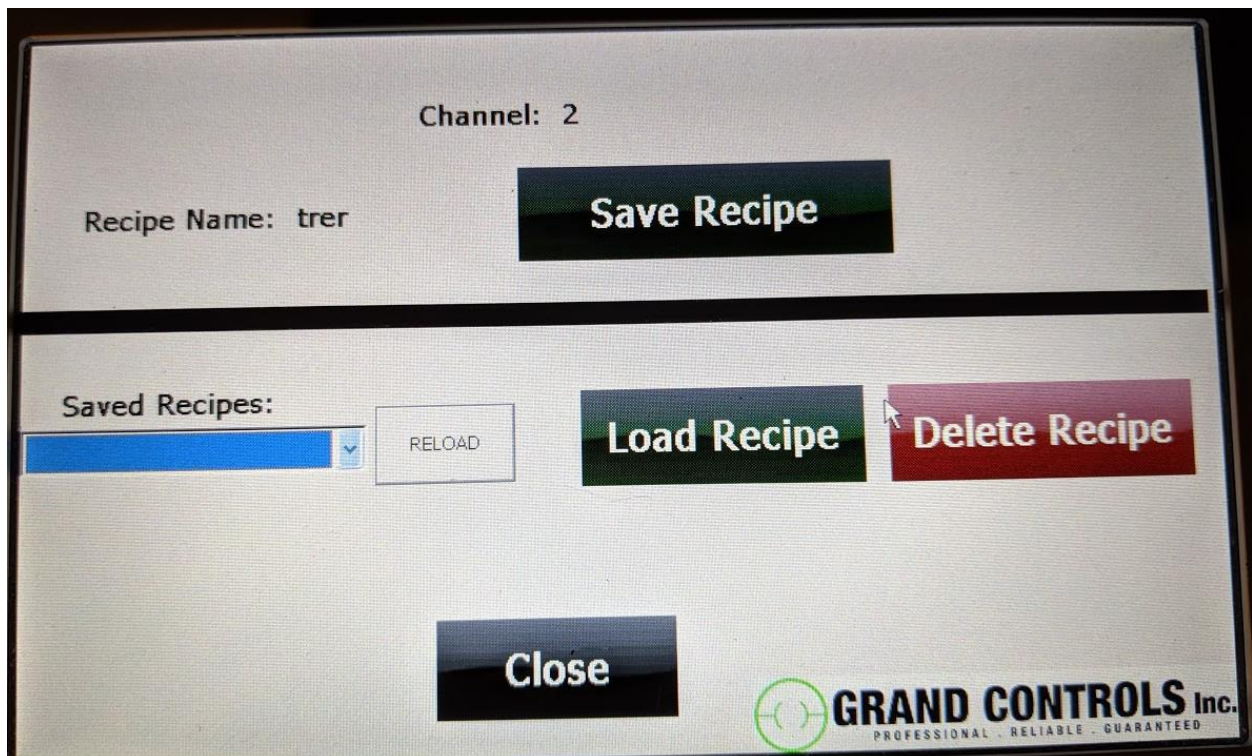 Channel: 2
Recipe Name: trer
Save Recipe
Saved Recipes:
RELOAD
Load Recipe
Delete Recipe
Close
GRAND CONTROLS Inc.
PROFESSIONAL . RELIABLE . GUARANTEED